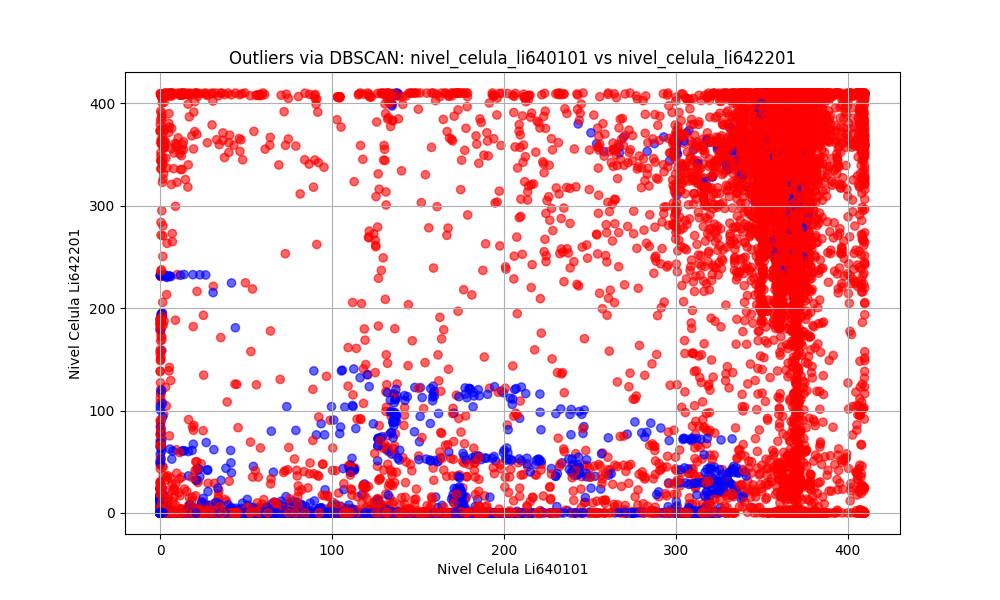 Outliers via DBSCAN: nivel_celula_li640101 vs nivel_celula_li642201
400
300
200
100
0
Nivel Celula Li642201
0 100 200 300 400
Nivel Celula Li640101